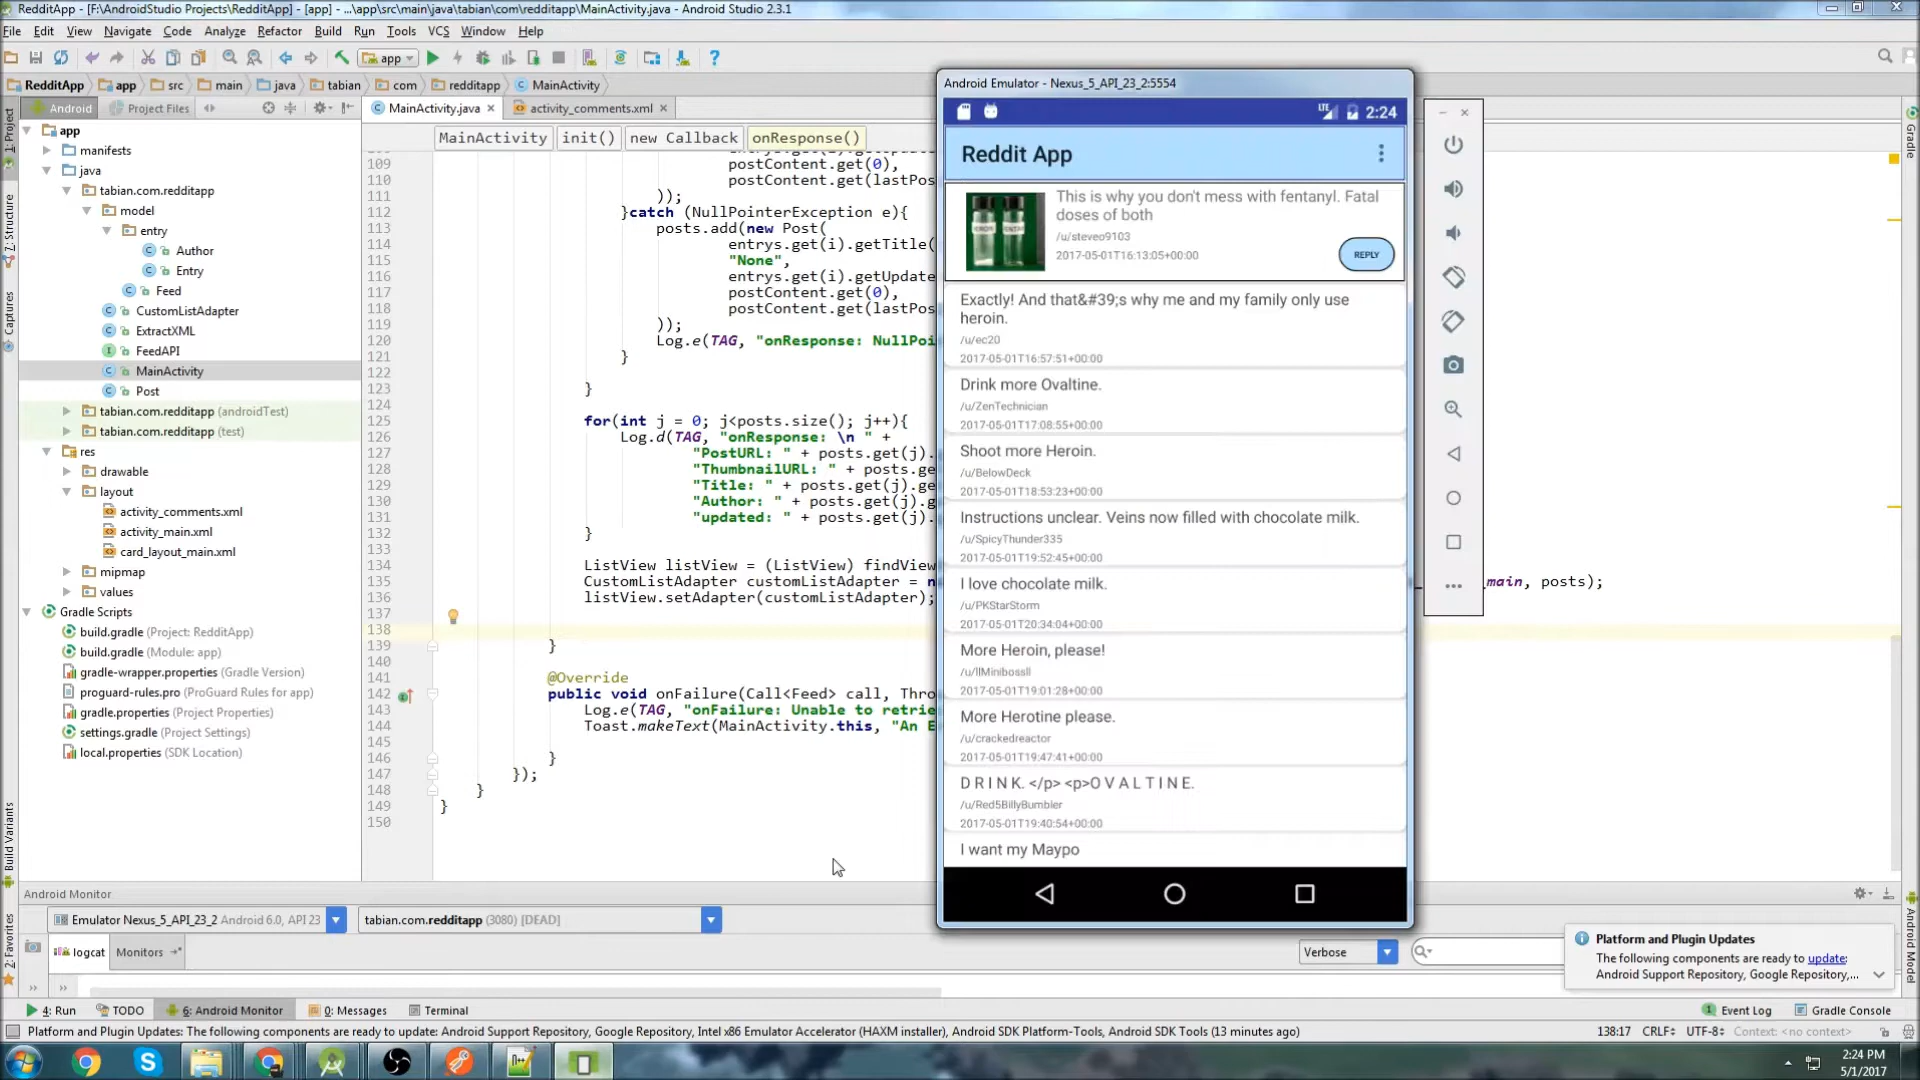 RedditApp - [F:\AndroidStudio Projects\RedditApp] - [app] - ...\app\src\main\java\tabian\com\redditapp\MainActivity.java - Android Studio 2.3.1
File Edit View Navigate Code Analyze Refactor Build Run Tools VCS Window Help
app
RedditApp app src main java tabian com redditapp MainActivity
Android Project Files
MainActivity.java activity_comments.xml
MainActivity init() new Callback onResponse()
1: Project
7: Structure
Captures
Build Variants
2: Favorites
app
manifests
java
tabian.com.redditapp
model
entry
Author
Entry
Feed
CustomListAdapter
ExtractXML
FeedAPI
MainActivity
Post
tabian.com.redditapp (androidTest)
tabian.com.redditapp (test)
res
drawable
layout
activity_comments.xml
activity_main.xml
card_layout_main.xml
mipmap
values
Gradle Scripts
build.gradle (Project: RedditApp)
build.gradle (Module: app)
gradle-wrapper.properties (Gradle Version)
proguard-rules.pro (ProGuard Rules for app)
gradle.properties (Project Properties)
settings.gradle (Project Settings)
local.properties (SDK Location)
109
110 postContent.get(0),
postContent.get(lastPos
111 ));
112 }catch (NullPointerException e){
113 posts.add(new Post(
114 entrys.get(i).getTitle(
115 "None",
116 entrys.get(i).getUpdate
117 postContent.get(0),
118 postContent.get(lastPos
119 ));
120 Log.e(TAG, "onResponse: NullPoi
121 }
122
123 }
124
125 for(int j = 0; j<posts.size(); j++){
126 Log.d(TAG, "onResponse: \n " +
127 "PostURL: " + posts.get(j).
128 "ThumbnailURL: " + posts.ge
129 "Title: " + posts.get(j).ge
130 "Author: " + posts.get(j).g
131 "updated: " + posts.get(j).
132 }
133
134 ListView listView = (ListView) findView
135 CustomListAdapter customListAdapter = n
main, posts);
136 listView.setAdapter(customListAdapter);
137
138
139 }
140
141 @Override
142 public void onFailure(Call<Feed> call, Thro
143 Log.e(TAG, "onFailure: Unable to retrie
144 Toast.makeText(MainActivity.this, "An E
145
146 }
147 });
148 }
149 }
150
Android Emulator - Nexus_5_API_23_2:5554
LTE 2:24
Reddit App
This is why you don't mess with fentanyl. Fatal
doses of both
/u/steveo9103
2017-05-01T16:13:05+00:00
REPLY
Exactly! And that&#39;s why me and my family only use
heroin.
/u/ec20
2017-05-01T16:57:51+00:00
Drink more Ovaltine.
/u/ZenTechnician
2017-05-01T17:08:55+00:00
Shoot more Heroin.
/u/BelowDeck
2017-05-01T18:53:23+00:00
Instructions unclear. Veins now filled with chocolate milk.
/u/SpicyThunder335
2017-05-01T19:52:45+00:00
I love chocolate milk.
/u/PKStarStorm
2017-05-01T20:34:04+00:00
More Heroin, please!
/u/llMinibossll
2017-05-01T19:01:28+00:00
More Herotine please.
/u/crackedreactor
2017-05-01T19:47:41+00:00
D R I N K. </p> <p>O V A L T I N E.
/u/Red5BillyBumbler
2017-05-01T19:40:54+00:00
I want my Maypo
Gradle
Android Model
Android Monitor
Emulator Nexus_5_API_23_2 Android 6.0, API 23
tabian.com.redditapp (3080) [DEAD]
logcat Monitors
Verbose
Platform and Plugin Updates
The following components are ready to update:
Android Support Repository, Google Repository,...
4: Run TODO 6: Android Monitor 0: Messages Terminal Event Log Gradle Console
Platform and Plugin Updates: The following components are ready to update: Android Support Repository, Google Repository, Intel x86 Emulator Accelerator (HAXM installer), Android SDK Platform-Tools, Android SDK Tools (13 minutes ago)
138:17 CRLF UTF-8 Context: <no context>
2:24 PM
5/1/2017